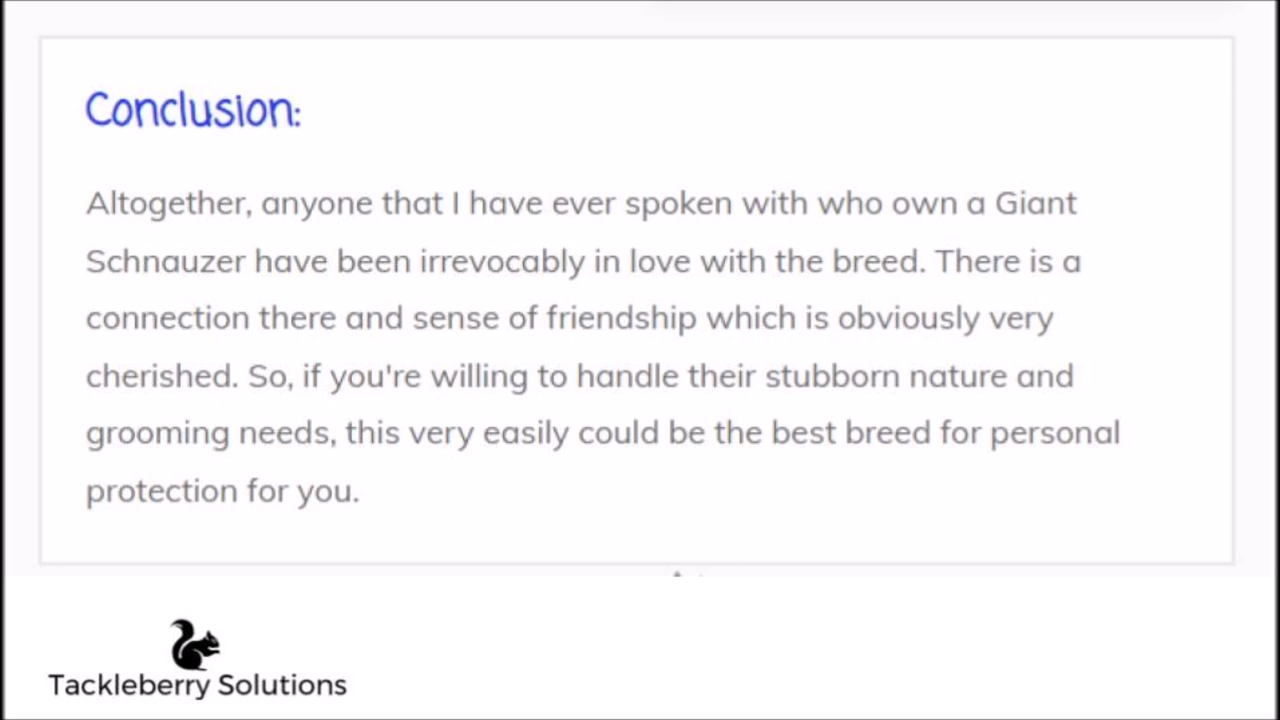 Conclusion:
Altogether, anyone that I have ever spoken with who own a Giant
Schnauzer have been irrevocably in love with the breed. There is a
connection there and sense of friendship which is obviously very
cherished. So, if you're willing to handle their stubborn nature and
grooming needs, this very easily could be the best breed for personal
protection for you.
Tackleberry Solutions